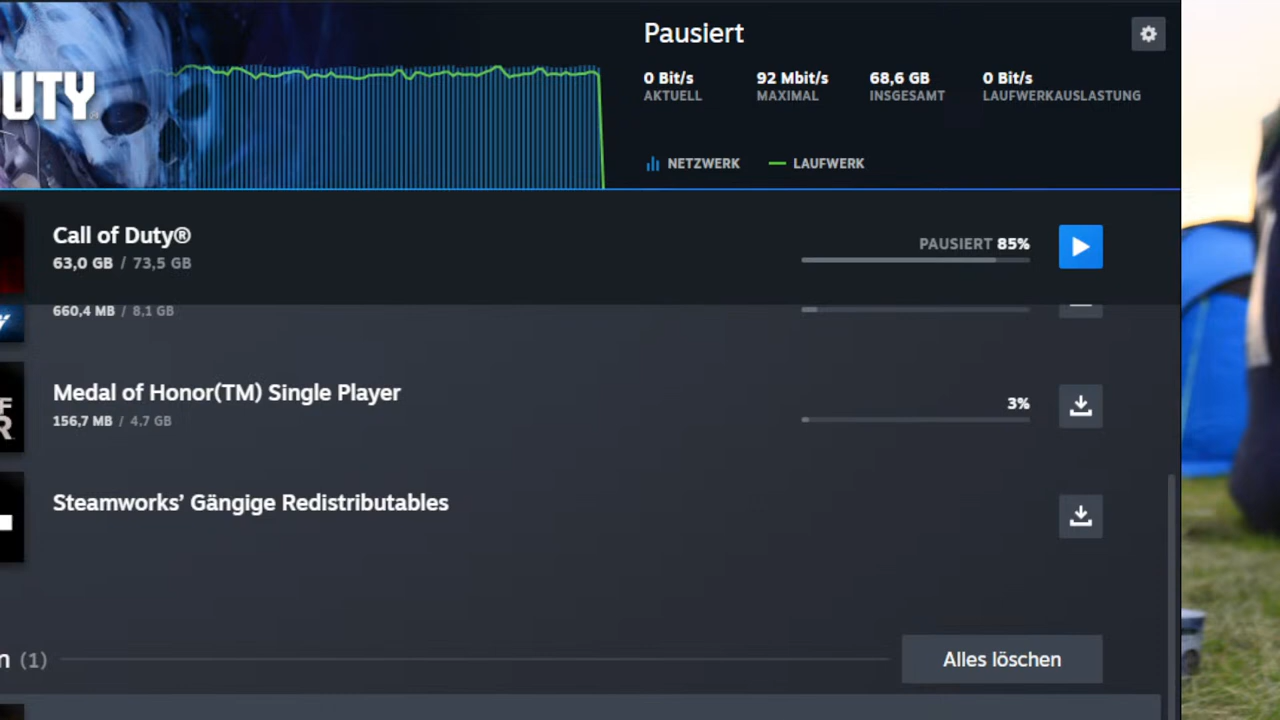 UTY
Pausiert
0 Bit/s
AKTUELL
92 Mbit/s
MAXIMAL
68,6 GB
INSGESAMT
0 Bit/s
LAUFWERKAUSLASTUNG
NETZWERK
LAUFWERK
Call of Duty®
63,0 GB / 73,5 GB
PAUSIERT 85%
660,4 MB / 8,1 GB
Medal of Honor(TM) Single Player
156,7 MB / 4,7 GB
3%
Steamworks’ Gängige Redistributables
n (1)
Alles löschen